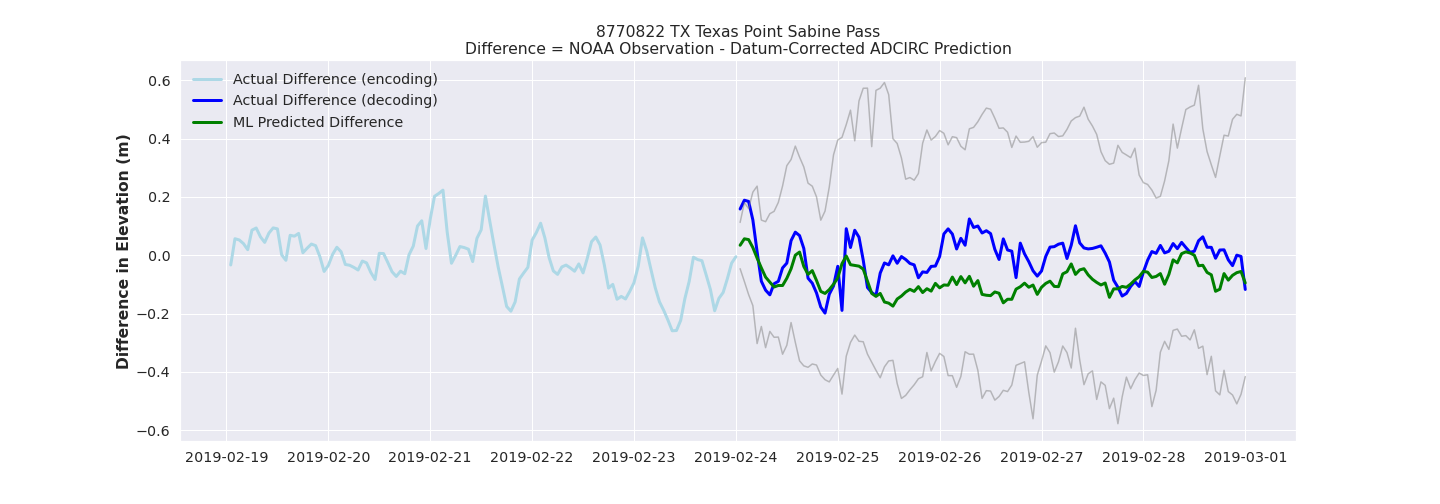 8770822 TX Texas Point Sabine Pass
Difference = NOAA Observation - Datum-Corrected ADCIRC Prediction
Actual Difference (encoding)
Actual Difference (decoding)
ML Predicted Difference
Difference in Elevation (m)
0.6
0.4
0.2
0.0
−0.2
−0.4
−0.6
2019-02-19 2019-02-20 2019-02-21 2019-02-22 2019-02-23 2019-02-24 2019-02-25 2019-02-26 2019-02-27 2019-02-28 2019-03-01